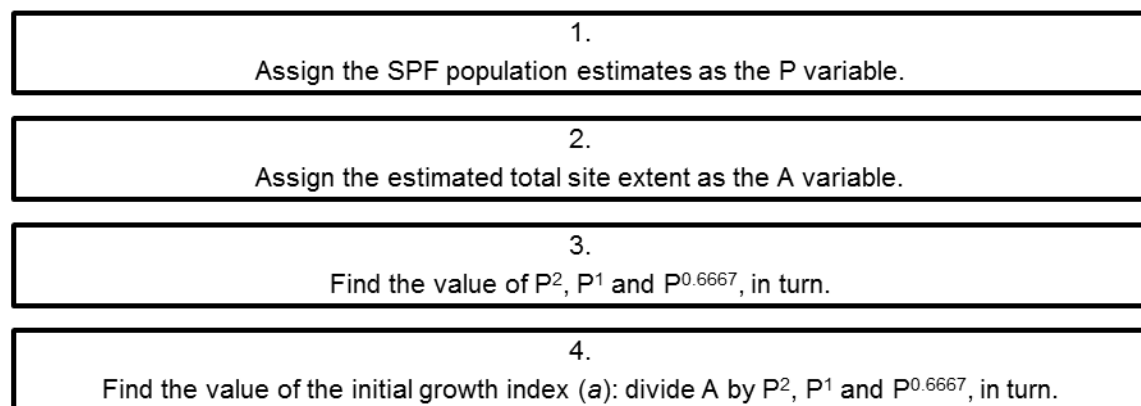 1.
Assign the SPF population estimates as the P variable.
2.
Assign the estimated total site extent as the A variable.
3.
Find the value of P², P¹ and P⁰·⁶⁶⁶⁷, in turn.
4.
Find the value of the initial growth index (a): divide A by P², P¹ and P⁰·⁶⁶⁶⁷, in turn.